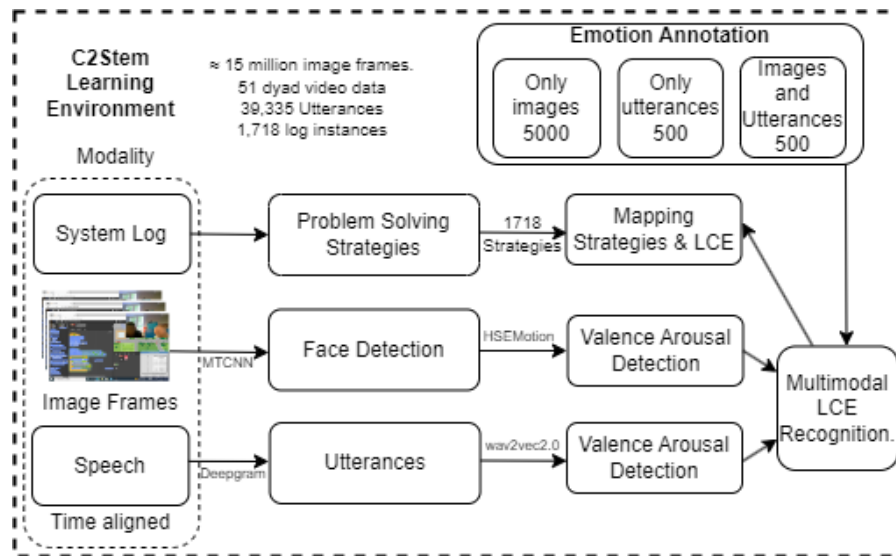 C2Stem
Learning
Environment
≈ 15 million image frames.
51 dyad video data
39,335 Utterances
1,718 log instances
Emotion Annotation
Only
images
5000
Only
utterances
500
Images
and
Utterances
500
Modality
System Log
Problem Solving
Strategies
1718
Strategies
Mapping
Strategies & LCE
Image Frames
MTCNN
Face Detection
HSEMotion
Valence Arousal
Detection
Multimodal
LCE
Recognition.
Speech
Deepgram
Utterances
wav2vec2.0
Valence Arousal
Detection
Time aligned